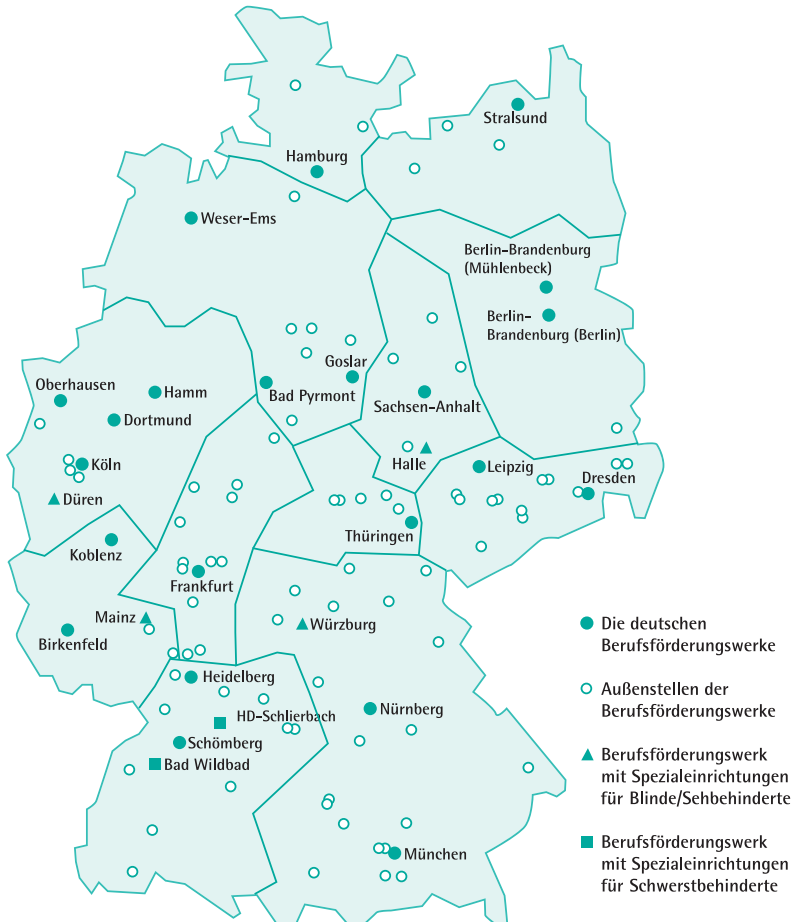 Stralsund
Hamburg
Weser-Ems
Berlin-Brandenburg
(Mühlenbeck)
Berlin-
Brandenburg (Berlin)
Goslar
Oberhausen
Hamm
Bad Pyrmont
Sachsen-Anhalt
Dortmund
Köln
Halle
Leipzig
Dresden
Düren
Thüringen
Koblenz
Frankfurt
Mainz
Würzburg
Birkenfeld
Heidelberg
HD-Schlierbach
Nürnberg
Schömberg
Bad Wildbad
München
Die deutschen
Berufsförderungswerke
Außenstellen der
Berufsförderungswerke
Berufsförderungswerk
mit Spezialeinrichtungen
für Blinde/Sehbehinderte
Berufsförderungswerk
mit Spezialeinrichtungen
für Schwerstbehinderte